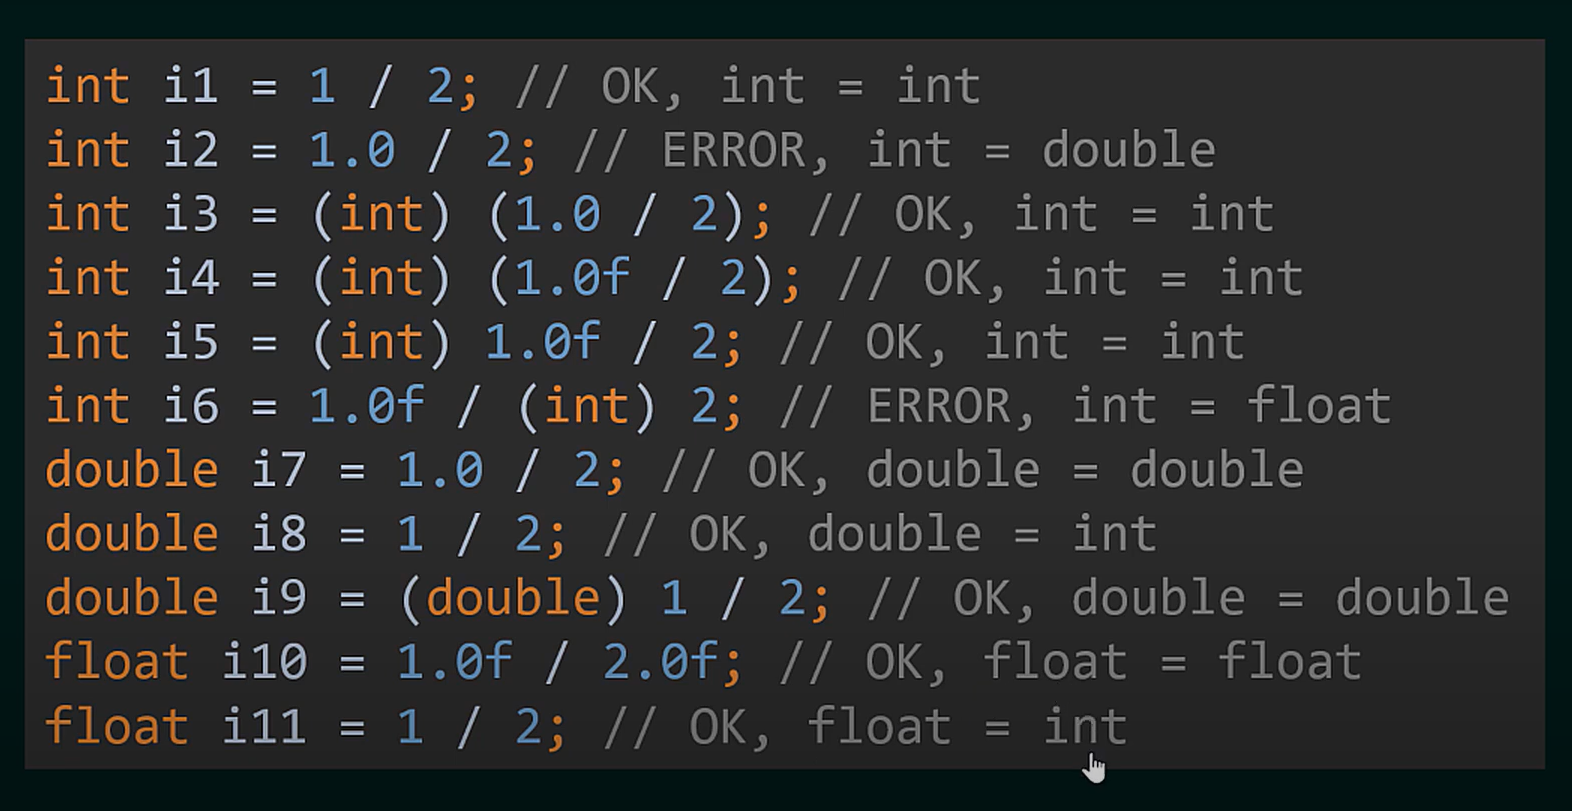 int i1 = 1 / 2; // OK, int = int
int i2 = 1.0 / 2; // ERROR, int = double
int i3 = (int) (1.0 / 2); // OK, int = int
int i4 = (int) (1.0f / 2); // OK, int = int
int i5 = (int) 1.0f / 2; // OK, int = int
int i6 = 1.0f / (int) 2; // ERROR, int = float
double i7 = 1.0 / 2; // OK, double = double
double i8 = 1 / 2; // OK, double = int
double i9 = (double) 1 / 2; // OK, double = double
float i10 = 1.0f / 2.0f; // OK, float = float
float i11 = 1 / 2; // OK, float = int